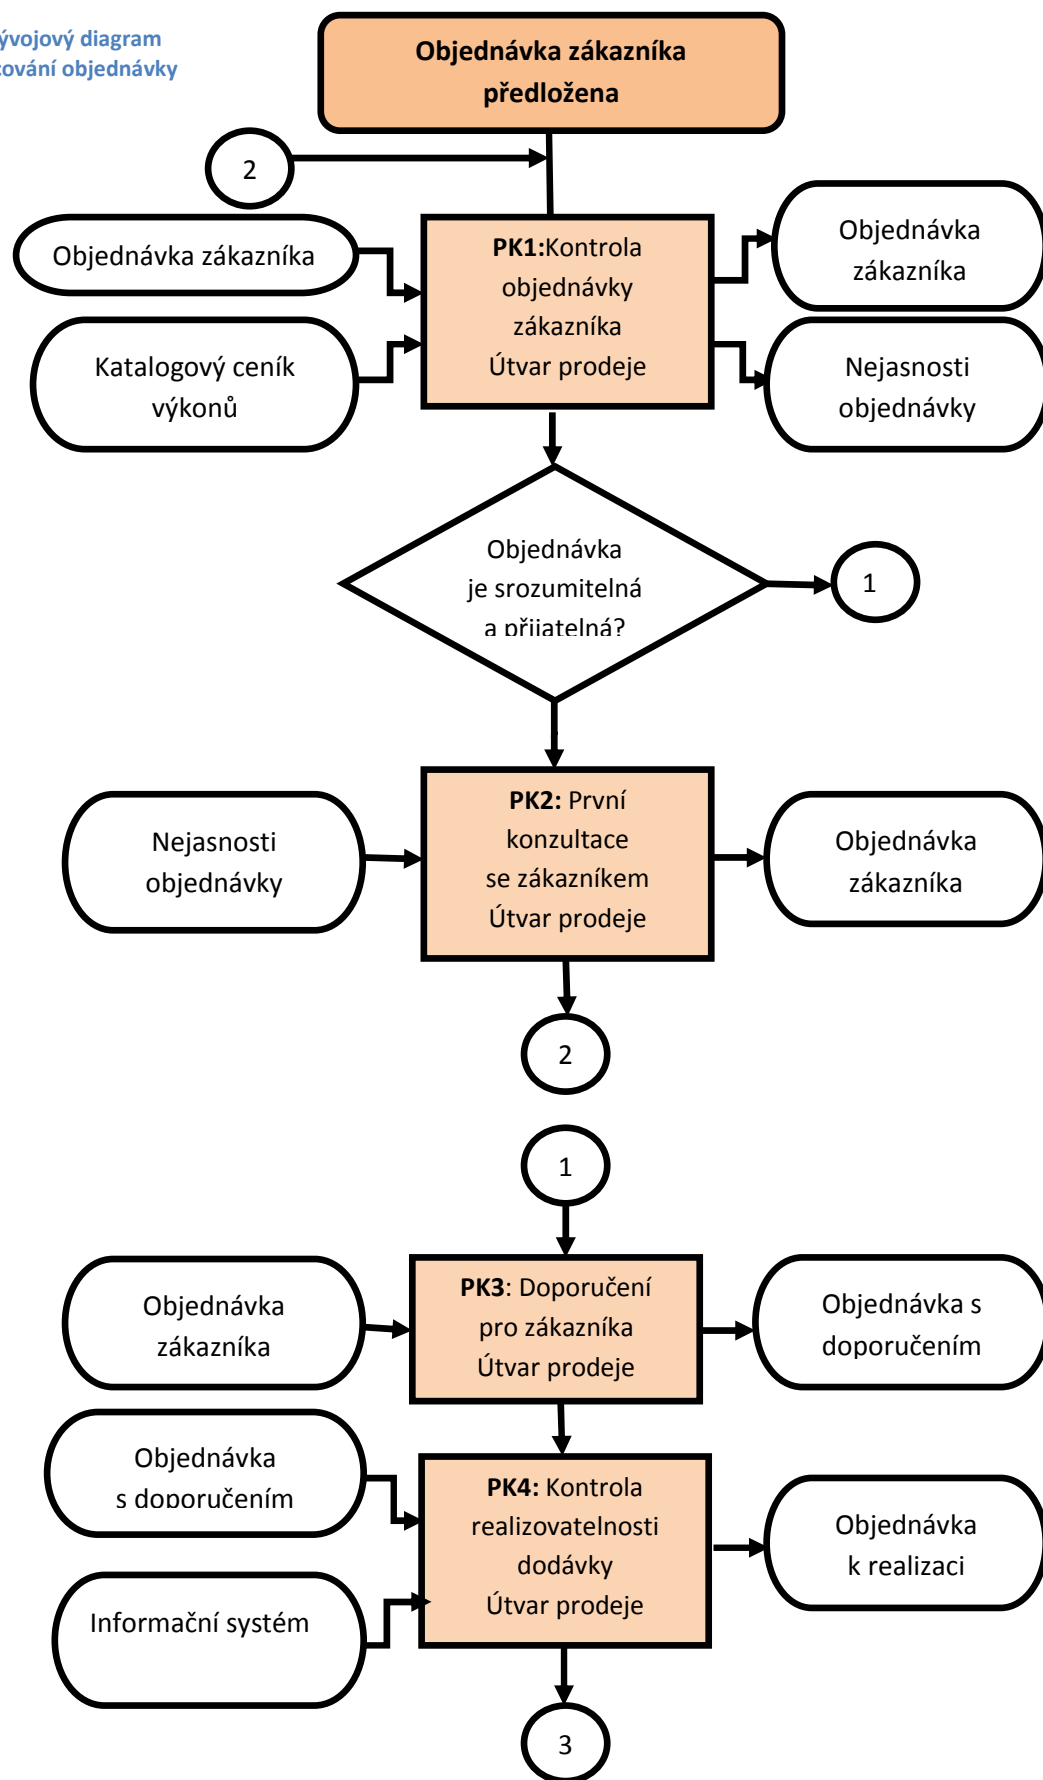 ývojový diagram
ování objednávky
Objednávka zákazníka
předložena
2
Objednávka zákazníka
Katalogový ceník
výkonů
PK1:Kontrola
objednávky
zákazníka
Útvar prodeje
Objednávka
zákazníka
Nejasnosti
objednávky
Objednávka
je srozumitelná
a přijatelná?
1
Nejasnosti
objednávky
PK2: První
konzultace
se zákazníkem
Útvar prodeje
Objednávka
zákazníka
2
1
Objednávka
zákazníka
PK3: Doporučení
pro zákazníka
Útvar prodeje
Objednávka s
doporučením
Objednávka
s doporučením
Informační systém
PK4: Kontrola
realizovatelnosti
dodávky
Útvar prodeje
Objednávka
k realizaci
3